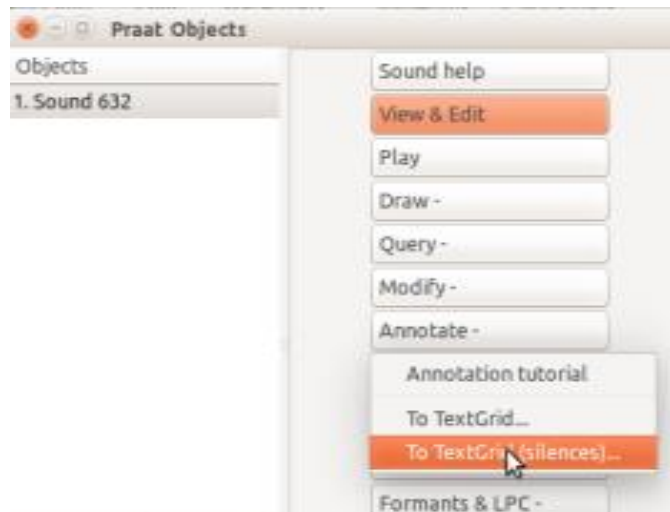 Praat Objects
Objects
1. Sound 632
Sound help
View & Edit
Play
Draw -
Query -
Modify -
Annotate -
Annotation tutorial
To TextGrid...
To TextGrid (silences)...
Formants & LPC -